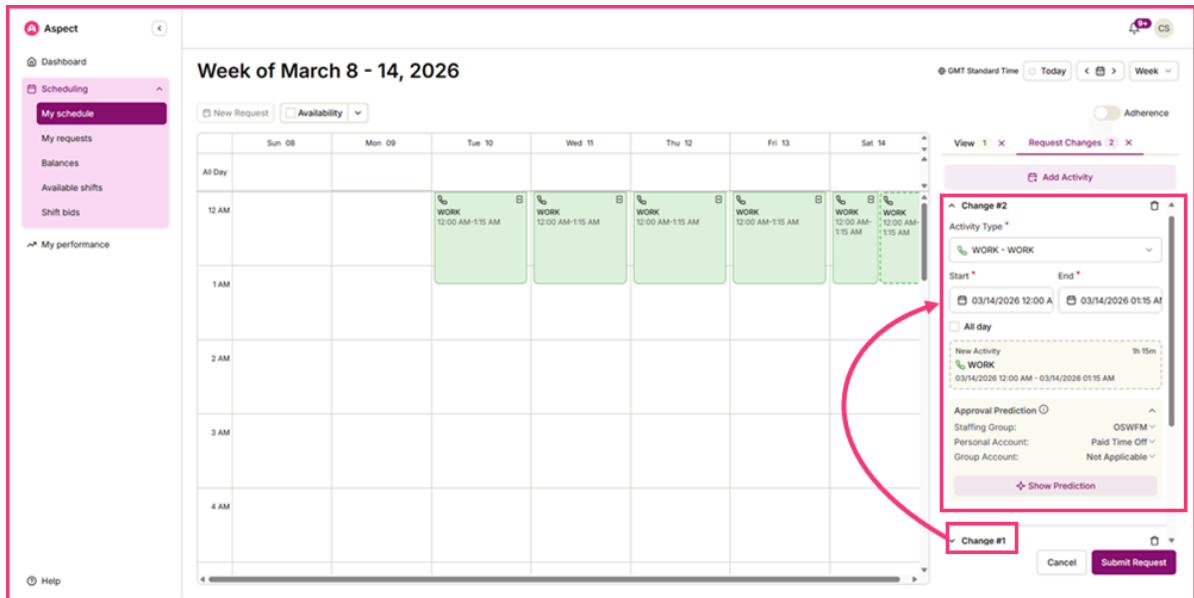 Aspect
9+
CS
Dashboard
Scheduling
My schedule
My requests
Balances
Available shifts
Shift bids
My performance
Help
Week of March 8 - 14, 2026
GMT Standard Time
Today
Week
New Request
Availability
Adherence
Sun 08 Mon 09 Tue 10 Wed 11 Thu 12 Fri 13 Sat 14
All Day
12 AM
WORK
12:00 AM-1:15 AM
WORK
12:00 AM-1:15 AM
WORK
12:00 AM-1:15 AM
WORK
12:00 AM-1:15 AM
WORK
12:00 AM-
1:15 AM
WORK
12:00 AM-
1:15 AM
1 AM
2 AM
3 AM
4 AM
View 1 X
Request Changes 2 X
Add Activity
Change #2
Activity Type *
WORK - WORK
Start * End *
03/14/2026 12:00 A 03/14/2026 01:15 AM
All day
New Activity 1h 15m
WORK
03/14/2026 12:00 AM - 03/14/2026 01:15 AM
Approval Prediction
Staffing Group: OSWFM
Personal Account: Paid Time Off
Group Account: Not Applicable
Show Prediction
Change #1
Cancel Submit Request